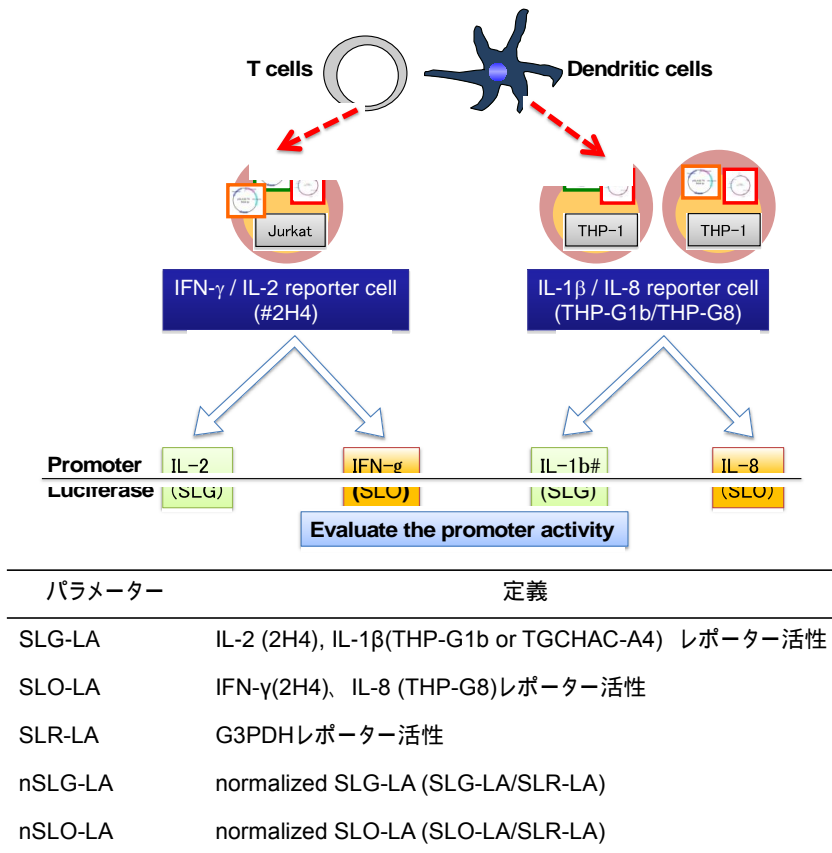 T cells
Dendritic cells
Jurkat
THP-1
THP-1
IFN-γ / IL-2 reporter cell
(#2H4)
IL-1β / IL-8 reporter cell
(THP-G1b/THP-G8)
Promoter IL-2 IFN-g IL-1b# IL-8
Luciferase (SLG) (SLO) (SLG) (SLO)
Evaluate the promoter activity
パラメーター 定義
SLG-LA IL-2 (2H4), IL-1β(THP-G1b or TGCHAC-A4) レポーター活性
SLO-LA IFN-γ(2H4)、 IL-8 (THP-G8)レポーター活性
SLR-LA G3PDHレポーター活性
nSLG-LA normalized SLG-LA (SLG-LA/SLR-LA)
nSLO-LA normalized SLO-LA (SLO-LA/SLR-LA)